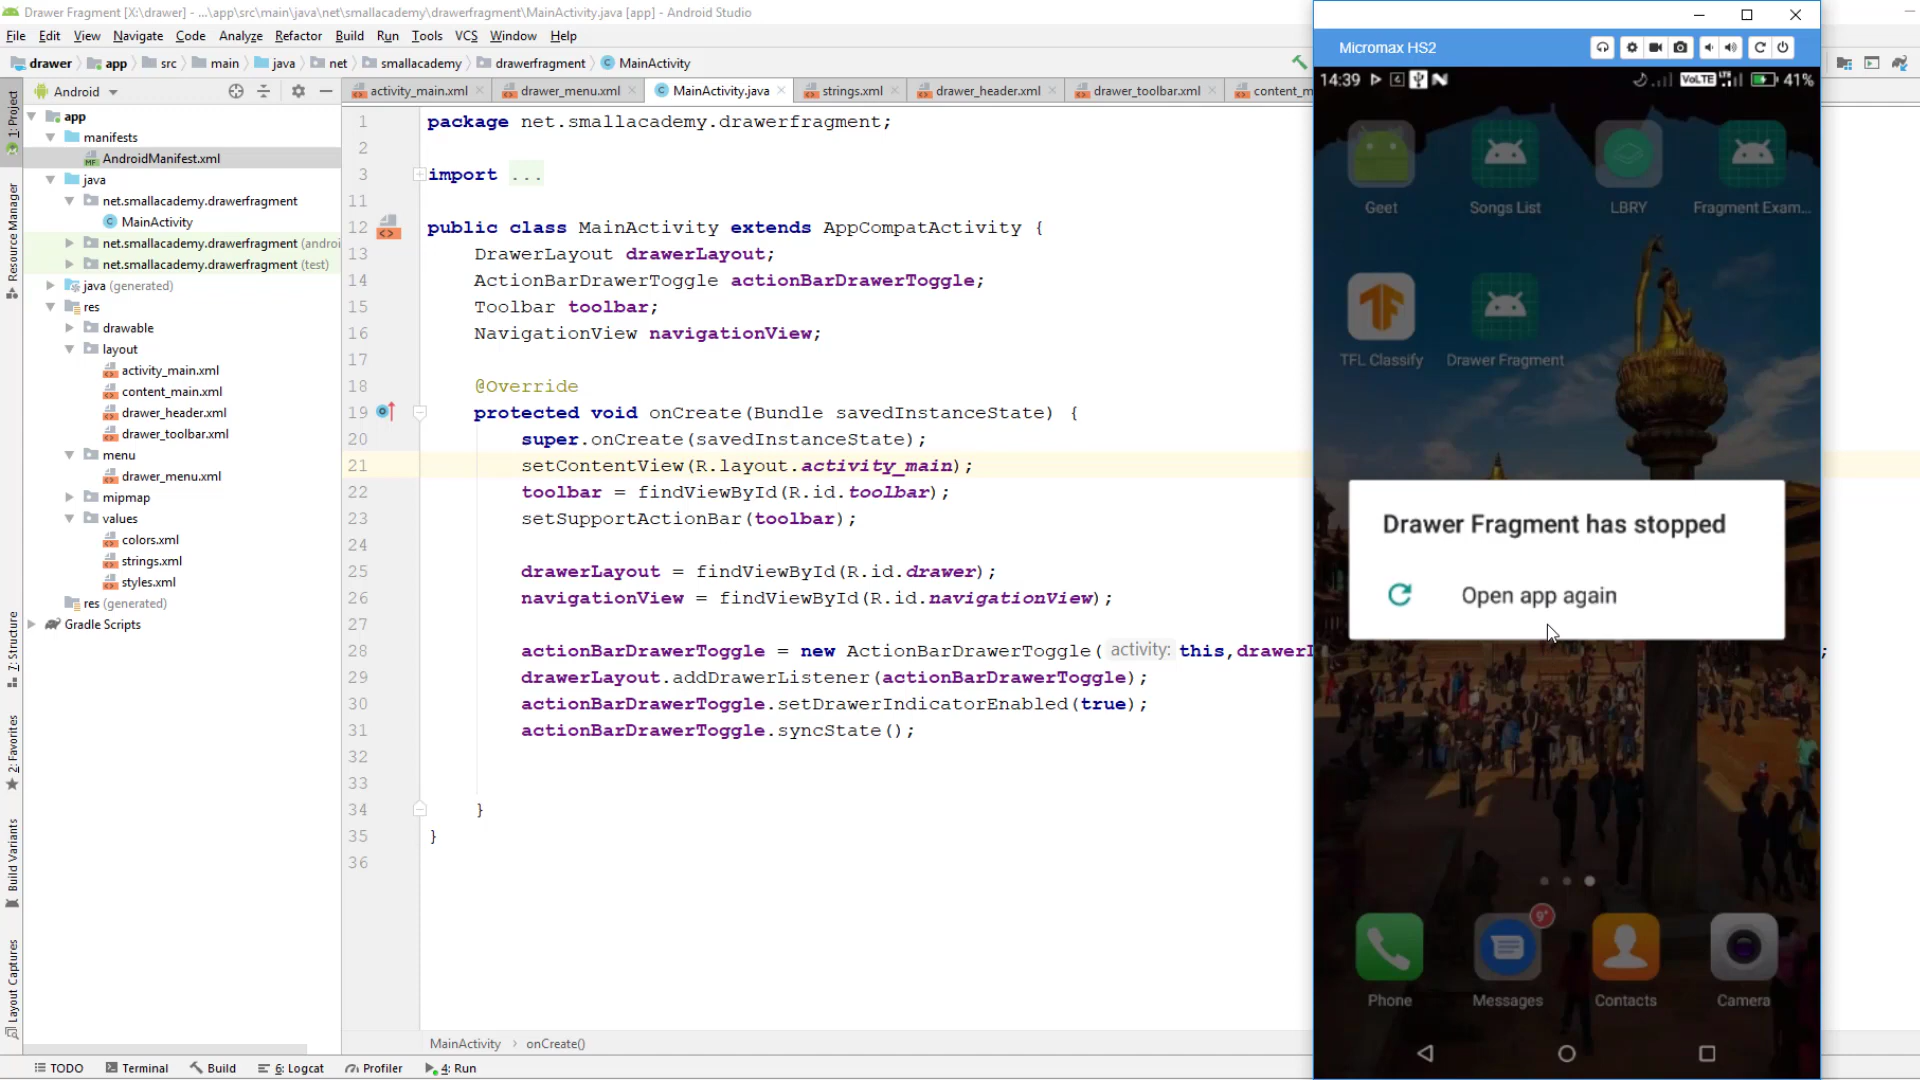 Drawer Fragment [X:\drawer] - ...\app\src\main\java\net\smallacademy\drawerfragment\MainActivity.java [app] - Android Studio
File Edit View Navigate Code Analyze Refactor Build Run Tools VCS Window Help
drawer app src main java net smallacademy drawerfragment MainActivity
Android
activity_main.xml drawer_menu.xml MainActivity.java strings.xml drawer_header.xml drawer_toolbar.xml content_m
1: Project
Resource Manager
7: Structure
2: Favorites
Build Variants
Layout Captures
app
manifests
AndroidManifest.xml
java
net.smallacademy.drawerfragment
MainActivity
net.smallacademy.drawerfragment (androi
net.smallacademy.drawerfragment (test)
java (generated)
res
drawable
layout
activity_main.xml
content_main.xml
drawer_header.xml
drawer_toolbar.xml
menu
drawer_menu.xml
mipmap
values
colors.xml
strings.xml
styles.xml
res (generated)
Gradle Scripts
1 package net.smallacademy.drawerfragment;
2
3 import ...
11
12 public class MainActivity extends AppCompatActivity {
13 DrawerLayout drawerLayout;
14 ActionBarDrawerToggle actionBarDrawerToggle;
15 Toolbar toolbar;
16 NavigationView navigationView;
17
18 @Override
19 protected void onCreate(Bundle savedInstanceState) {
20 super.onCreate(savedInstanceState);
21 setContentView(R.layout.activity_main);
22 toolbar = findViewById(R.id.toolbar);
23 setSupportActionBar(toolbar);
24
25 drawerLayout = findViewById(R.id.drawer);
26 navigationView = findViewById(R.id.navigationView);
27
28 actionBarDrawerToggle = new ActionBarDrawerToggle( activity: this,drawerl ;
29 drawerLayout.addDrawerListener(actionBarDrawerToggle);
30 actionBarDrawerToggle.setDrawerIndicatorEnabled(true);
31 actionBarDrawerToggle.syncState();
32
33
34 }
35 }
36
MainActivity › onCreate()
TODO Terminal Build 6: Logcat Profiler 4: Run
Micromax HS2
14:39 VoLTE 41%
Geet Songs List LBRY Fragment Exam...
TFL Classify Drawer Fragment
Drawer Fragment has stopped
Open app again
9+
Phone Messages Contacts Camera